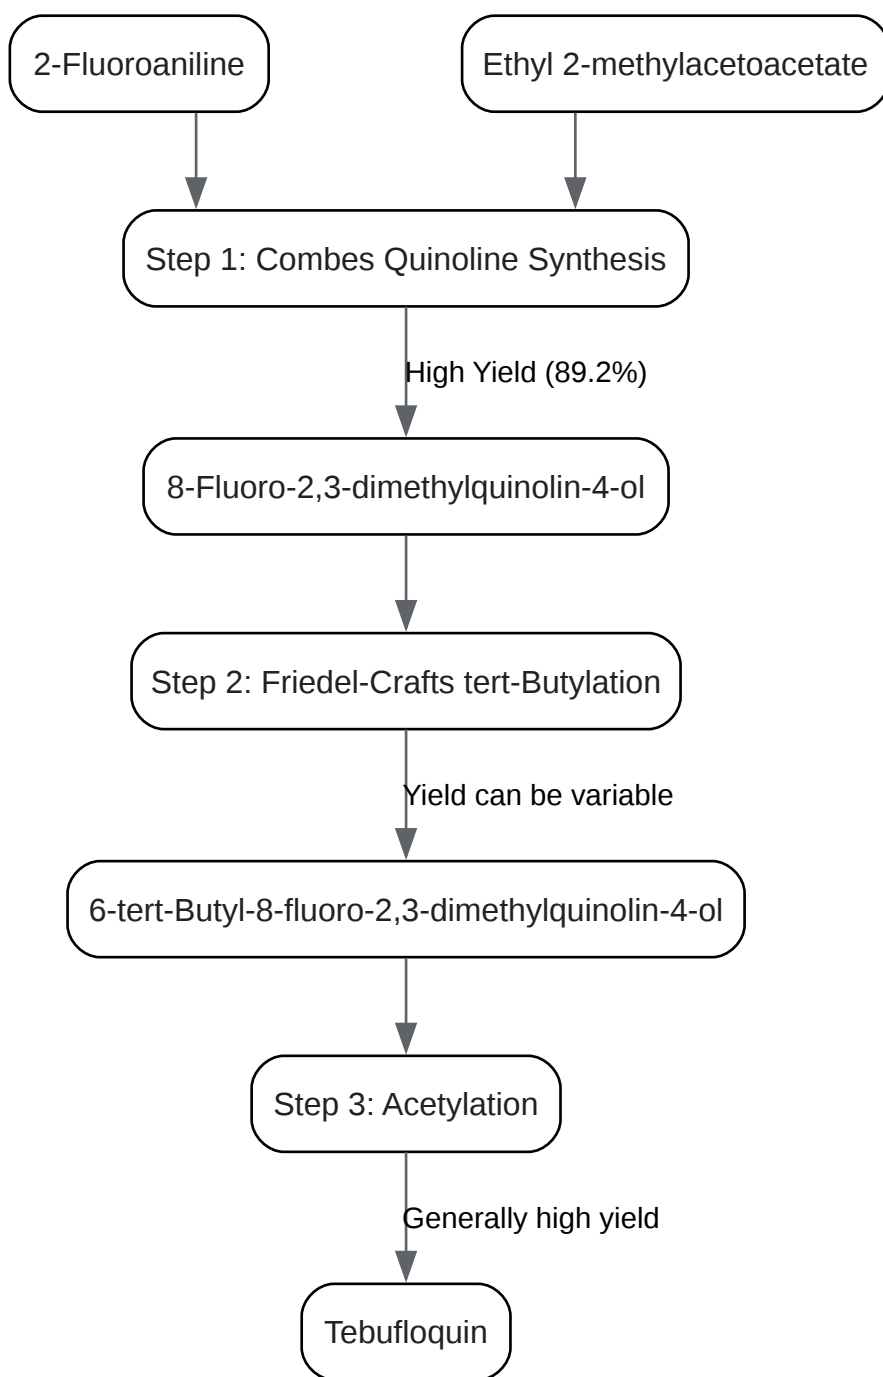 2-Fluoroaniline
Ethyl 2-methylacetoacetate
Step 1: Combes Quinoline Synthesis
High Yield (89.2%)
8-Fluoro-2,3-dimethylquinolin-4-ol
Step 2: Friedel-Crafts tert-Butylation
Yield can be variable
6-tert-Butyl-8-fluoro-2,3-dimethylquinolin-4-ol
Step 3: Acetylation
Generally high yield
Tebufloquin